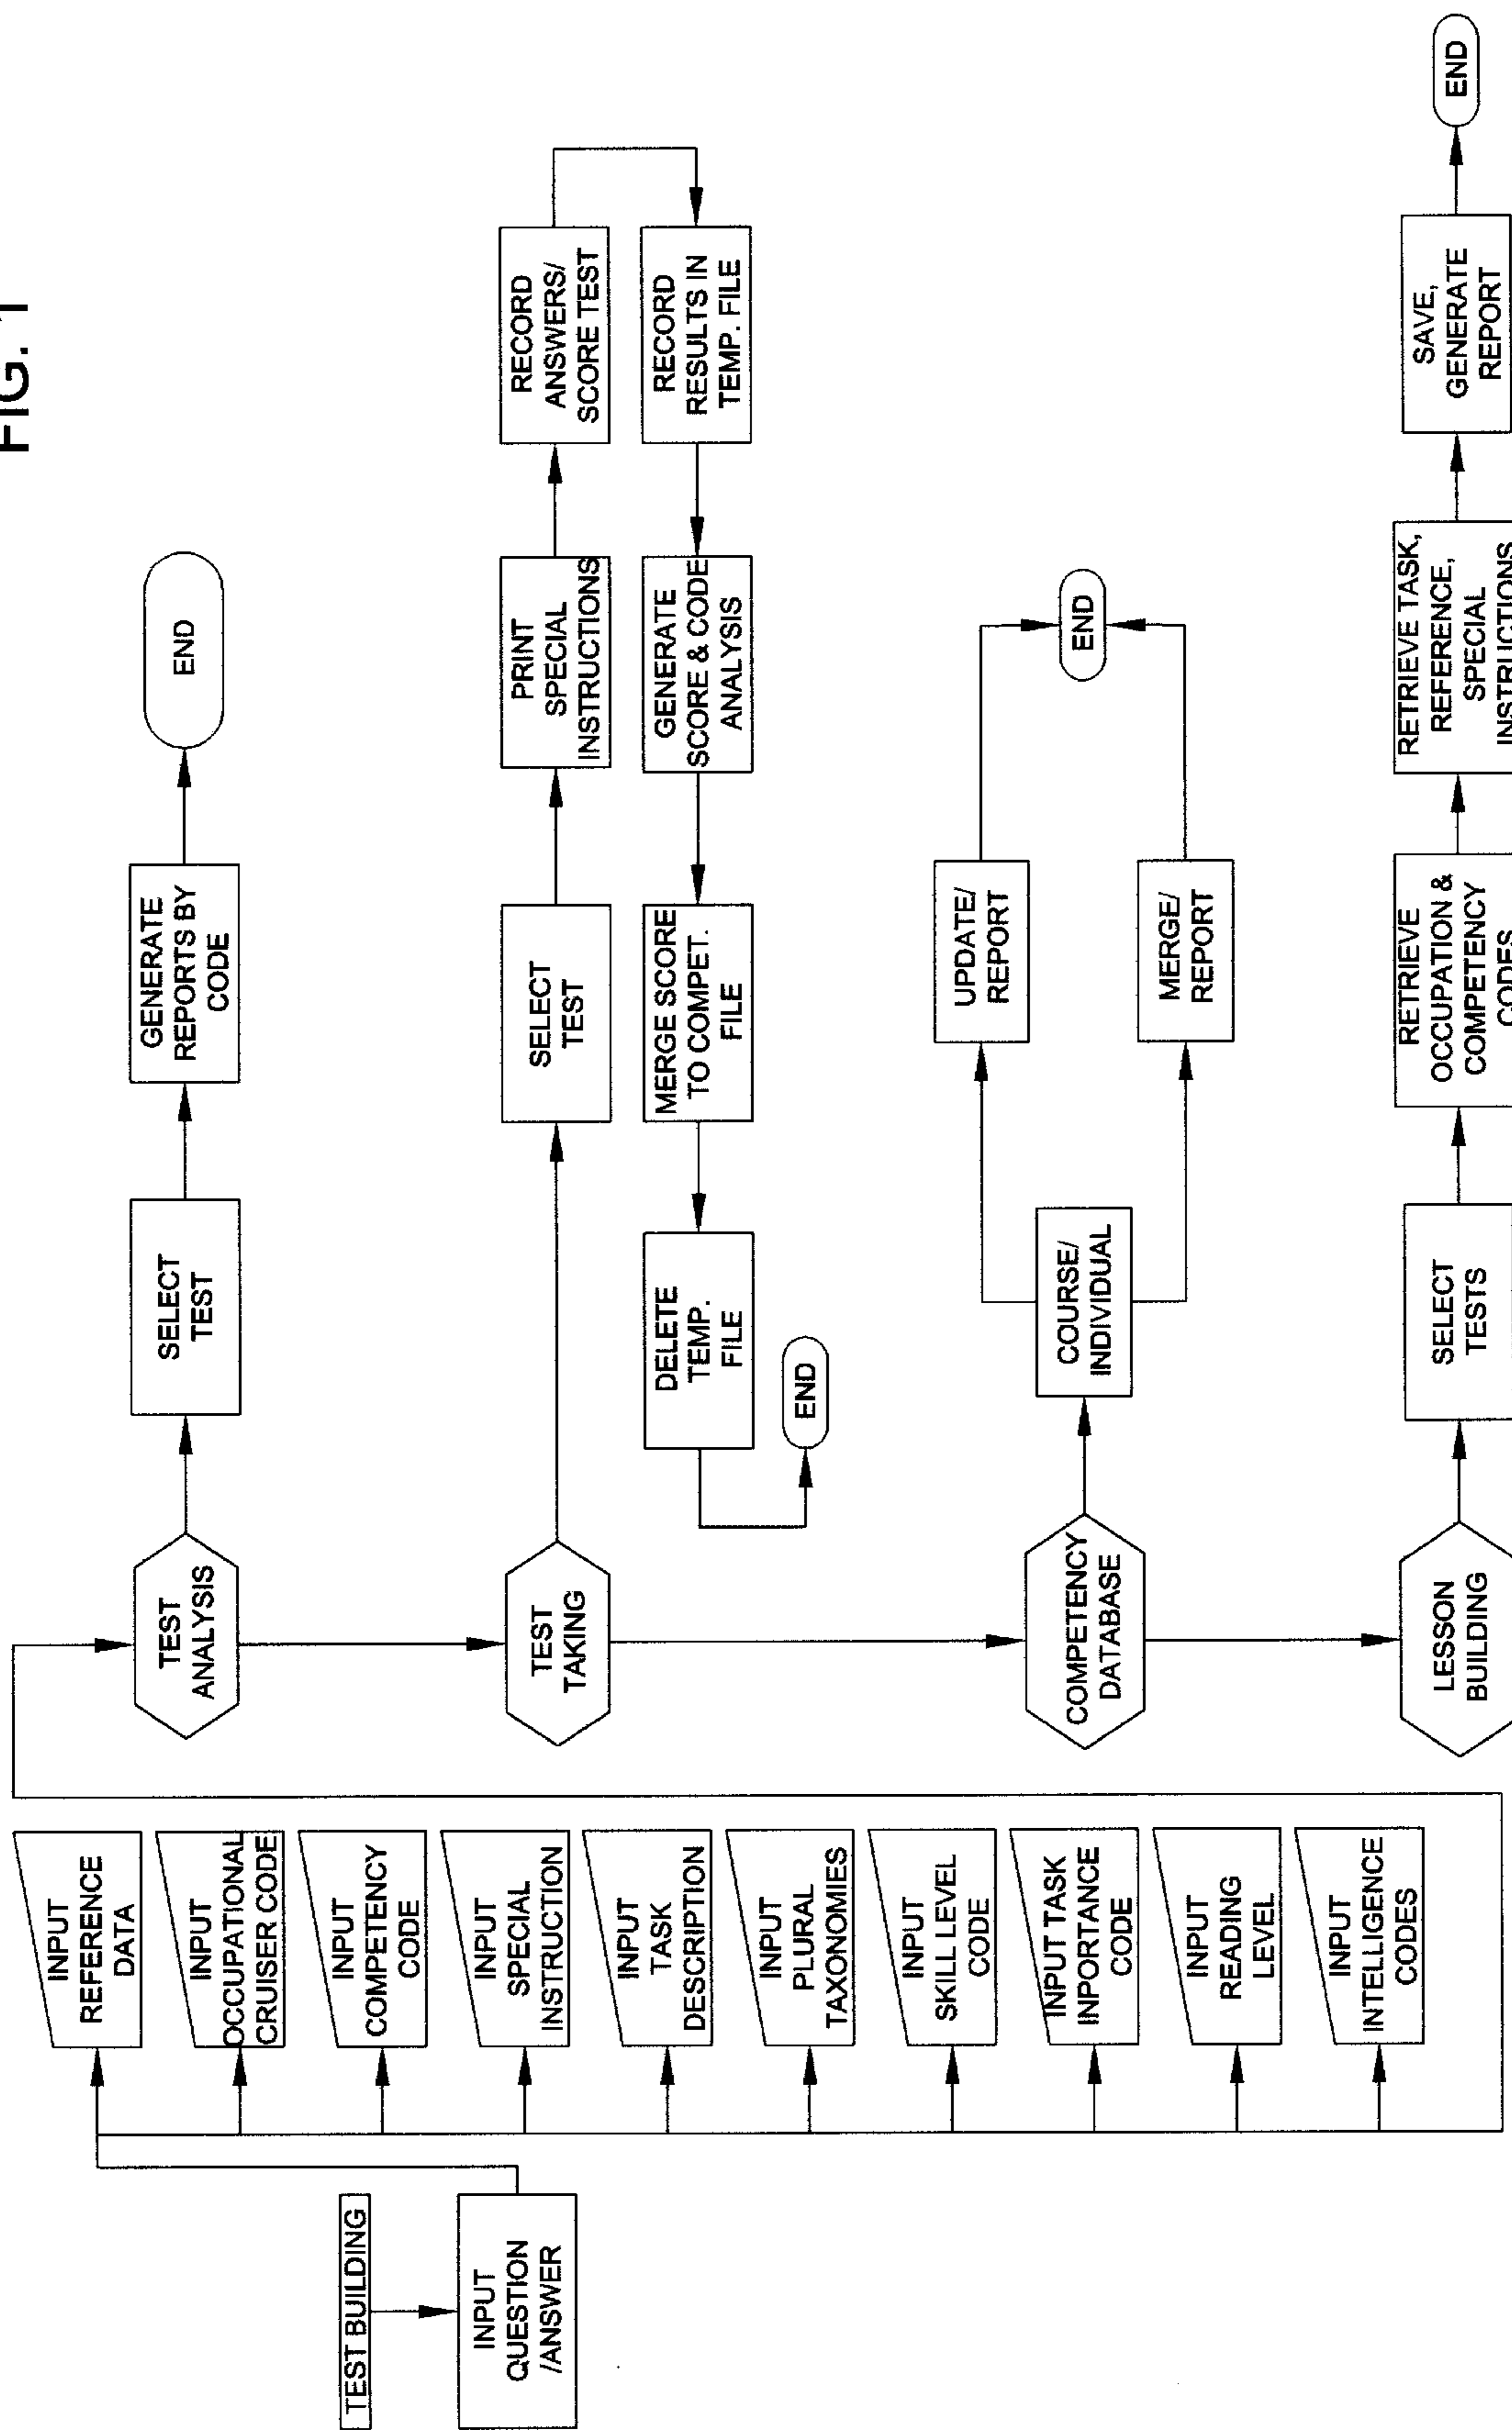 FIG. 1
TEST BUILDING
INPUT
QUESTION
/ANSWER
INPUT
REFERENCE
DATA
INPUT
OCCUPATIONAL
CRUISER CODE
INPUT
COMPETENCY
CODE
INPUT
SPECIAL
INSTRUCTION
INPUT
TASK
DESCRIPTION
INPUT
PLURAL
TAXONOMIES
INPUT
SKILL LEVEL
CODE
INPUT TASK
INPORTANCE
CODE
INPUT
READING
LEVEL
INPUT
INTELLIGENCE
CODES
TEST
ANALYSIS
SELECT
TEST
GENERATE
REPORTS BY
CODE
END
TEST
TAKING
SELECT
TEST
PRINT
SPECIAL
INSTRUCTIONS
RECORD
ANSWERS/
SCORE TEST
RECORD
RESULTS IN
TEMP. FILE
GENERATE
SCORE & CODE
ANALYSIS
MERGE SCORE
TO COMPET.
FILE
DELETE
TEMP.
FILE
END
COMPETENCY
DATABASE
COURSE/
INDIVIDUAL
UPDATE/
REPORT
MERGE/
REPORT
END
LESSON
BUILDING
SELECT
TESTS
RETRIEVE
OCCUPATION &
COMPETENCY
CODES
RETRIEVE TASK,
REFERENCE,
SPECIAL
INSTRUCTIONS
SAVE,
GENERATE
REPORT
END